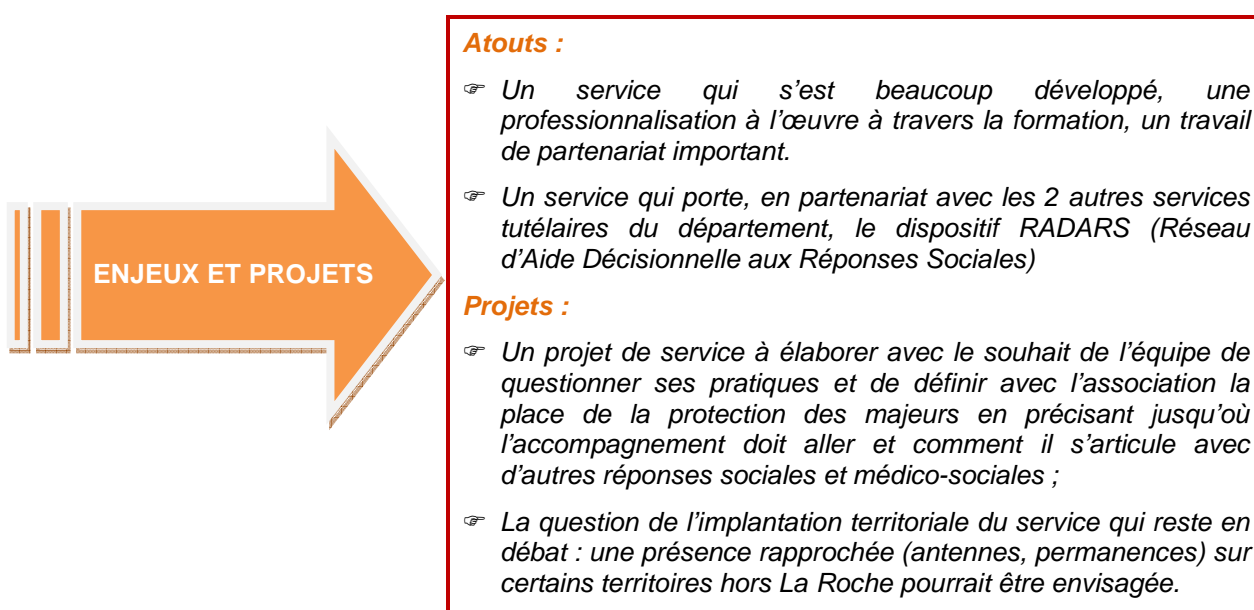 ENJEUX ET PROJETS
Atouts :
☞ Un service qui s’est beaucoup développé, une
professionnalisation à l’œuvre à travers la formation, un travail
de partenariat important.
☞ Un service qui porte, en partenariat avec les 2 autres services
tutélaires du département, le dispositif RADARS (Réseau
d’Aide Décisionnelle aux Réponses Sociales)
Projets :
☞ Un projet de service à élaborer avec le souhait de l’équipe de
questionner ses pratiques et de définir avec l’association la
place de la protection des majeurs en précisant jusqu’où
l’accompagnement doit aller et comment il s’articule avec
d’autres réponses sociales et médico-sociales ;
☞ La question de l’implantation territoriale du service qui reste en
débat : une présence rapprochée (antennes, permanences) sur
certains territoires hors La Roche pourrait être envisagée.